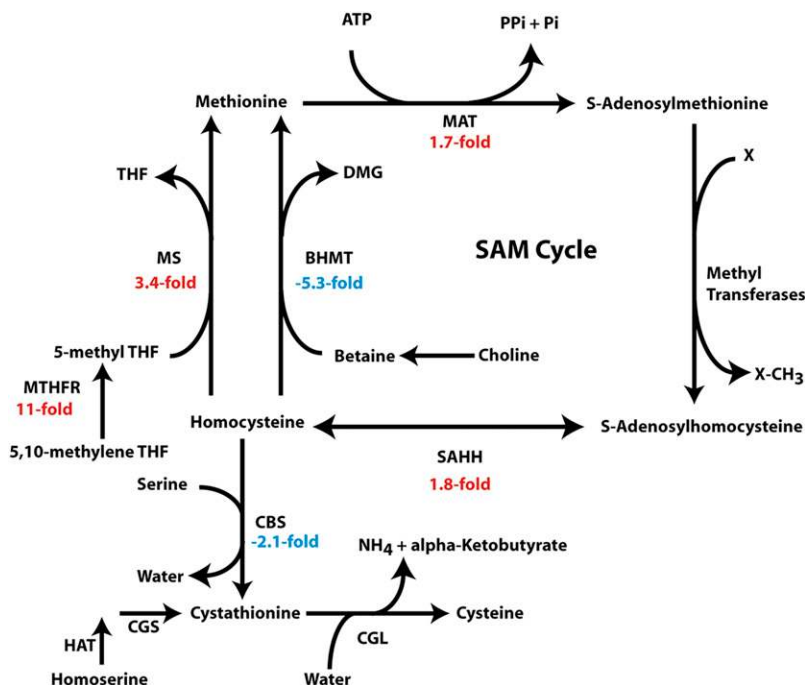 ATP
PPi + Pi
Methionine
S-Adenosylmethionine
MAT
1.7-fold
THF
DMG
X
SAM Cycle
MS
3.4-fold
BHMT
-5.3-fold
Methyl
Transferases
5-methyl THF
Betaine
Choline
X-CH3
MTHFR
11-fold
Homocysteine
S-Adenosylhomocysteine
5,10-methylene THF
SAHH
1.8-fold
Serine
CBS
-2.1-fold
NH4 + alpha-Ketobutyrate
Water
Cystathionine
Cysteine
CGS
CGL
HAT
Homoserine
Water